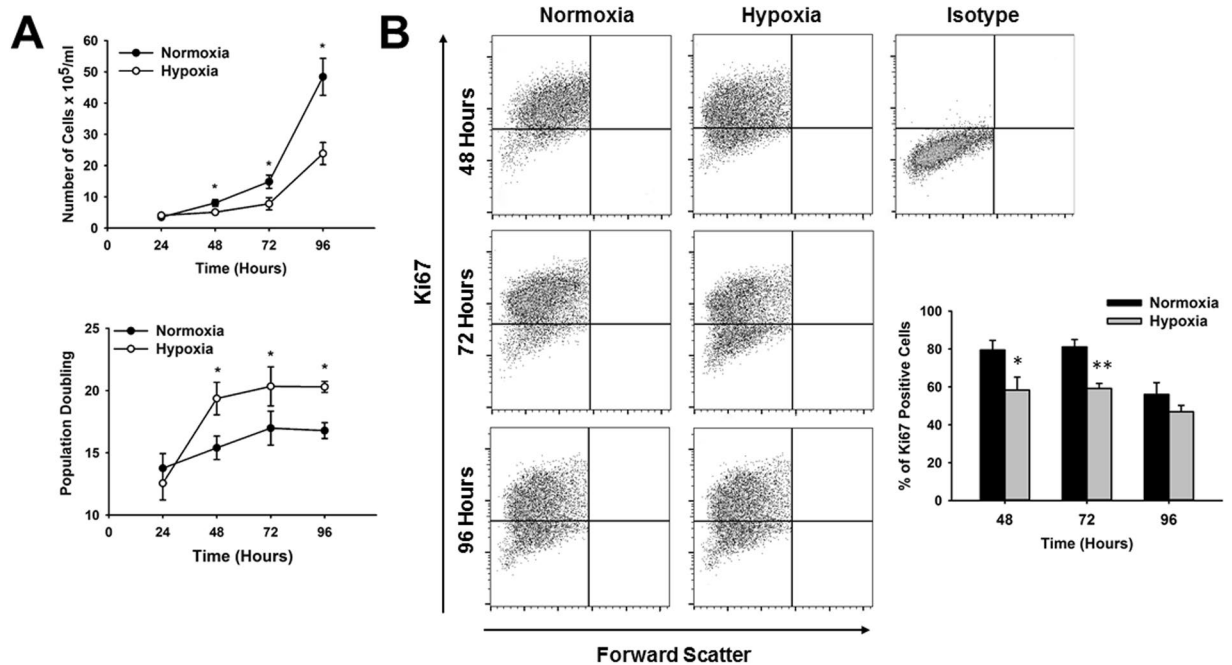 A
60
50
40
30
20
10
0
Number of Cells x 10⁵/ml
Normoxia
Hypoxia
*
*
*
0 24 48 72 96
Time (Hours)
25
20
15
10
Population Doubling
Normoxia
Hypoxia
*
*
*
0 24 48 72 96
Time (Hours)
B
Normoxia Hypoxia Isotype
Ki67
48 Hours
72 Hours
96 Hours
Forward Scatter
Normoxia
Hypoxia
100
80
60
40
20
0
% of Ki67 Positive Cells
*
**
48 72 96
Time (Hours)